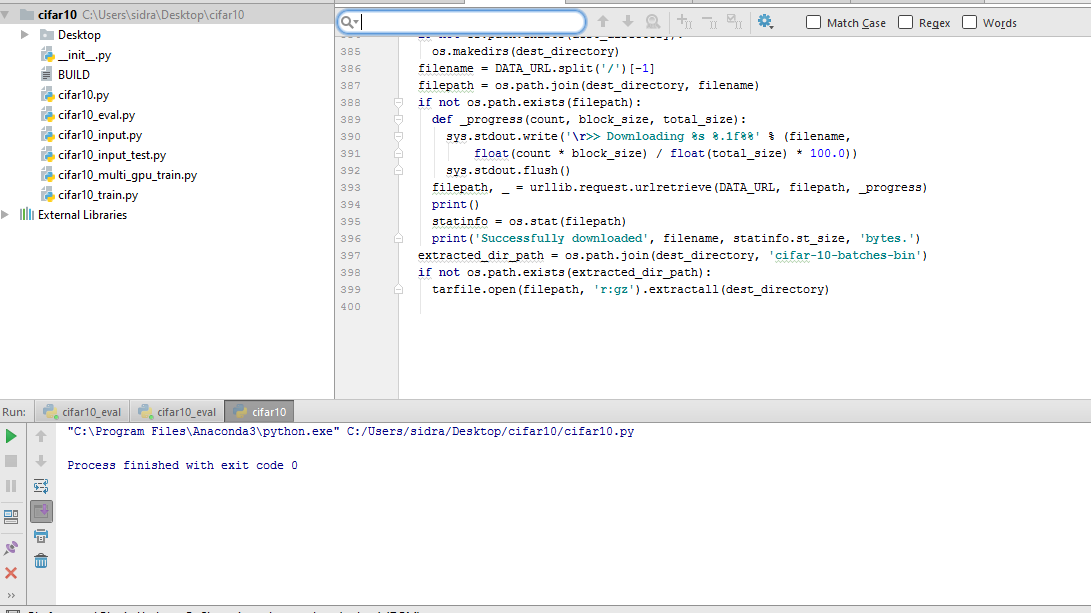 cifar10 C:\Users\sidra\Desktop\cifar10
Desktop
__init__.py
BUILD
cifar10.py
cifar10_eval.py
cifar10_input.py
cifar10_input_test.py
cifar10_multi_gpu_train.py
cifar10_train.py
External Libraries
Match Case Regex Words
385 os.makedirs(dest_directory)
386 filename = DATA_URL.split('/')[-1]
387 filepath = os.path.join(dest_directory, filename)
388 if not os.path.exists(filepath):
389 def _progress(count, block_size, total_size):
390 sys.stdout.write('\r>> Downloading %s %.1f%%' % (filename,
391 float(count * block_size) / float(total_size) * 100.0))
392 sys.stdout.flush()
393 filepath, _ = urllib.request.urlretrieve(DATA_URL, filepath, _progress)
394 print()
395 statinfo = os.stat(filepath)
396 print('Successfully downloaded', filename, statinfo.st_size, 'bytes.')
397 extracted_dir_path = os.path.join(dest_directory, 'cifar-10-batches-bin')
398 if not os.path.exists(extracted_dir_path):
399 tarfile.open(filepath, 'r:gz').extractall(dest_directory)
400
Run: cifar10_eval cifar10_eval cifar10
"C:\Program Files\Anaconda3\python.exe" C:/Users/sidra/Desktop/cifar10/cifar10.py
Process finished with exit code 0